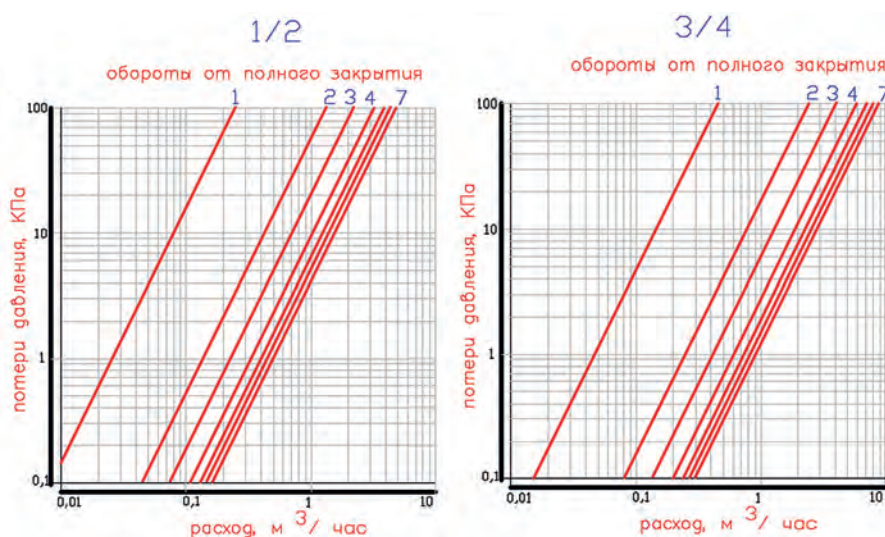 1/2
обороты от полного закрытия
1 2 3 4 7
100
10
1
0,1
потери давления, КПа
0,01 0,1 1 10
расход, м 3/ час
3/4
обороты от полного закрытия
1 2 3 4 7
100
10
1
0,1
потери давления, КПа
0,01 0,1 1 10
расход, м 3/ час